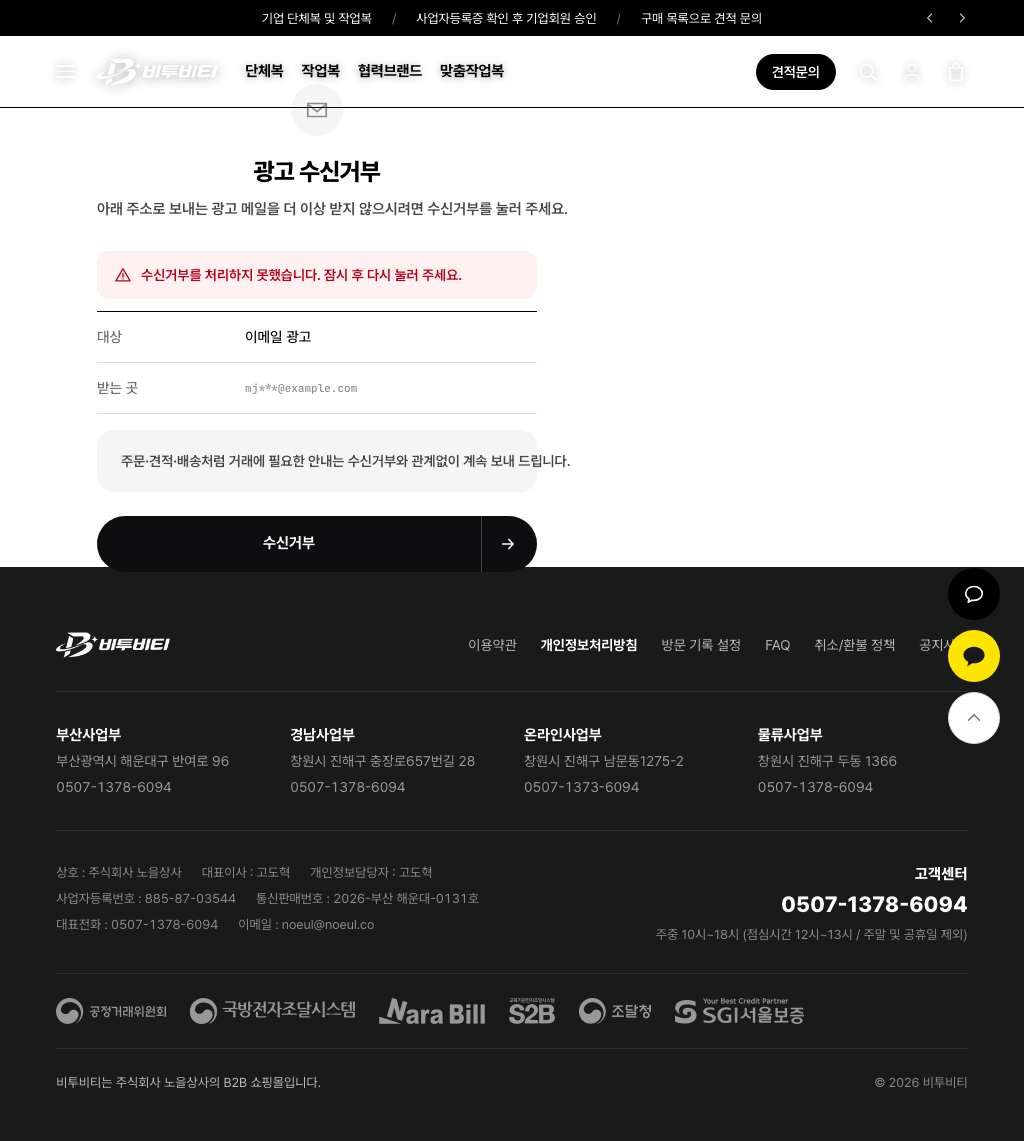 기업 단체복 및 작업복 / 사업자등록증 확인 후 기업회원 승인 / 구매 목록으로 견적 문의
비투비티 단체복 작업복 협력브랜드 맞춤작업복 견적문의
광고 수신거부
아래 주소로 보내는 광고 메일을 더 이상 받지 않으시려면 수신거부를 눌러 주세요.
수신거부를 처리하지 못했습니다. 잠시 후 다시 눌러 주세요.
대상 이메일 광고
받는 곳 mj***@example.com
주문·견적·배송처럼 거래에 필요한 안내는 수신거부와 관계없이 계속 보내 드립니다.
수신거부
비투비티 이용약관 개인정보처리방침 방문 기록 설정 FAQ 취소/환불 정책 공지사
부산사업부 경남사업부 온라인사업부 물류사업부
부산광역시 해운대구 반여로 96 창원시 진해구 충장로657번길 28 창원시 진해구 남문동1275-2 창원시 진해구 두동 1366
0507-1378-6094 0507-1378-6094 0507-1373-6094 0507-1378-6094
상호 : 주식회사 노을상사 대표이사 : 고도혁 개인정보담당자 : 고도혁
사업자등록번호 : 885-87-03544 통신판매번호 : 2026-부산 해운대-0131호
대표전화 : 0507-1378-6094 이메일 : noeul@noeul.co
고객센터
0507-1378-6094
주중 10시–18시 (점심시간 12시–13시 / 주말 및 공휴일 제외)
공정거래위원회 국방전자조달시스템 Nara Bill 교육기관전자조달시스템 S2B 조달청 Your Best Credit Partner SGI서울보증
비투비티는 주식회사 노을상사의 B2B 쇼핑몰입니다. © 2026 비투비티